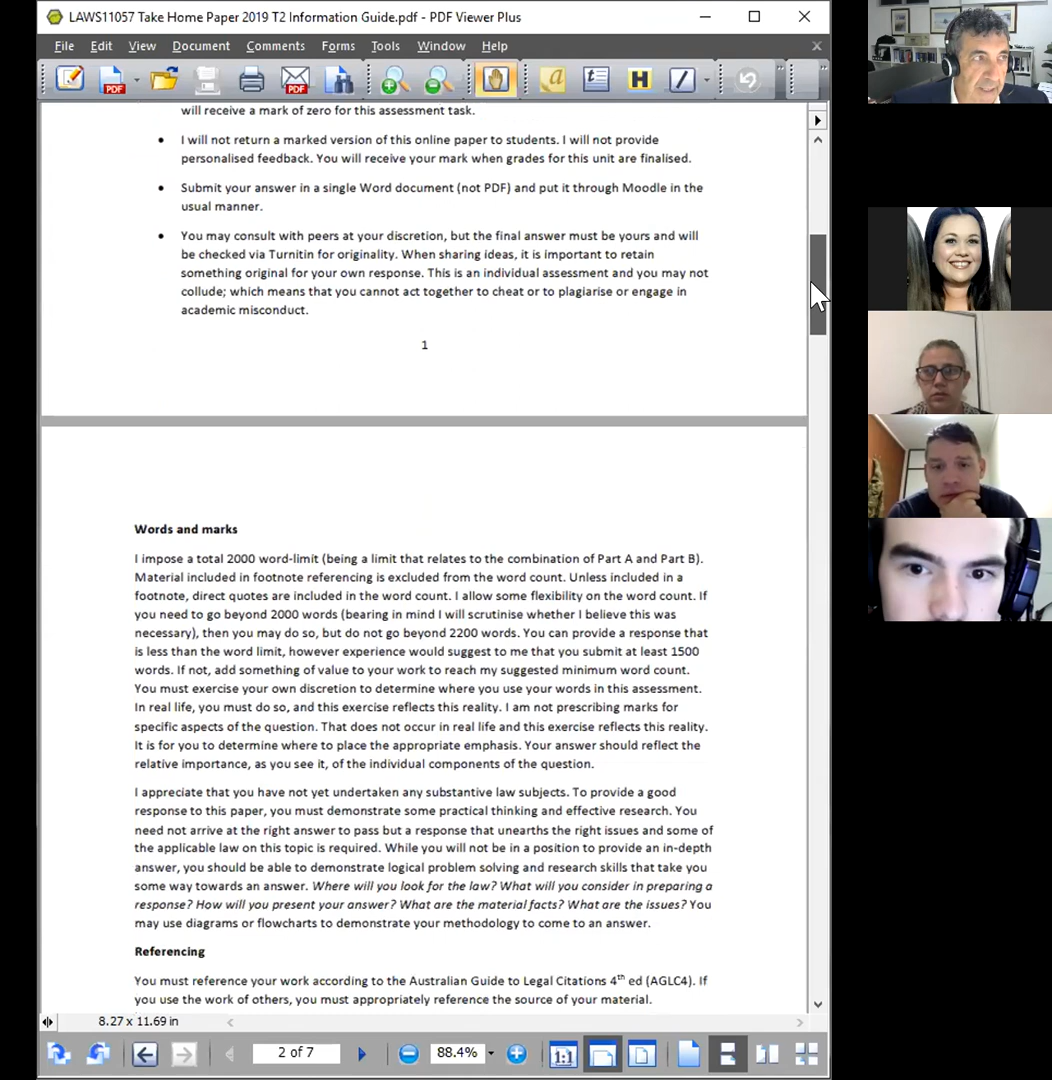 LAWS11057 Take Home Paper 2019 T2 Information Guide.pdf - PDF Viewer Plus
File Edit View Document Comments Forms Tools Window Help
PDF PDF a H
will receive a mark of zero for this assessment task.
• I will not return a marked version of this online paper to students. I will not provide
personalised feedback. You will receive your mark when grades for this unit are finalised.
• Submit your answer in a single Word document (not PDF) and put it through Moodle in the
usual manner.
• You may consult with peers at your discretion, but the final answer must be yours and will
be checked via Turnitin for originality. When sharing ideas, it is important to retain
something original for your own response. This is an individual assessment and you may not
collude; which means that you cannot act together to cheat or to plagiarise or engage in
academic misconduct.
1
Words and marks
I impose a total 2000 word-limit (being a limit that relates to the combination of Part A and Part B).
Material included in footnote referencing is excluded from the word count. Unless included in a
footnote, direct quotes are included in the word count. I allow some flexibility on the word count. If
you need to go beyond 2000 words (bearing in mind I will scrutinise whether I believe this was
necessary), then you may do so, but do not go beyond 2200 words. You can provide a response that
is less than the word limit, however experience would suggest to me that you submit at least 1500
words. If not, add something of value to your work to reach my suggested minimum word count.
You must exercise your own discretion to determine where you use your words in this assessment.
In real life, you must do so, and this exercise reflects this reality. I am not prescribing marks for
specific aspects of the question. That does not occur in real life and this exercise reflects this reality.
It is for you to determine where to place the appropriate emphasis. Your answer should reflect the
relative importance, as you see it, of the individual components of the question.
I appreciate that you have not yet undertaken any substantive law subjects. To provide a good
response to this paper, you must demonstrate some practical thinking and effective research. You
need not arrive at the right answer to pass but a response that unearths the right issues and some of
the applicable law on this topic is required. While you will not be in a position to provide an in-depth
answer, you should be able to demonstrate logical problem solving and research skills that take you
some way towards an answer. Where will you look for the law? What will you consider in preparing a
response? How will you present your answer? What are the material facts? What are the issues? You
may use diagrams or flowcharts to demonstrate your methodology to come to an answer.
Referencing
You must reference your work according to the Australian Guide to Legal Citations 4th ed (AGLC4). If
you use the work of others, you must appropriately reference the source of your material.
8.27 x 11.69 in
2 of 7 88.4% 1:1